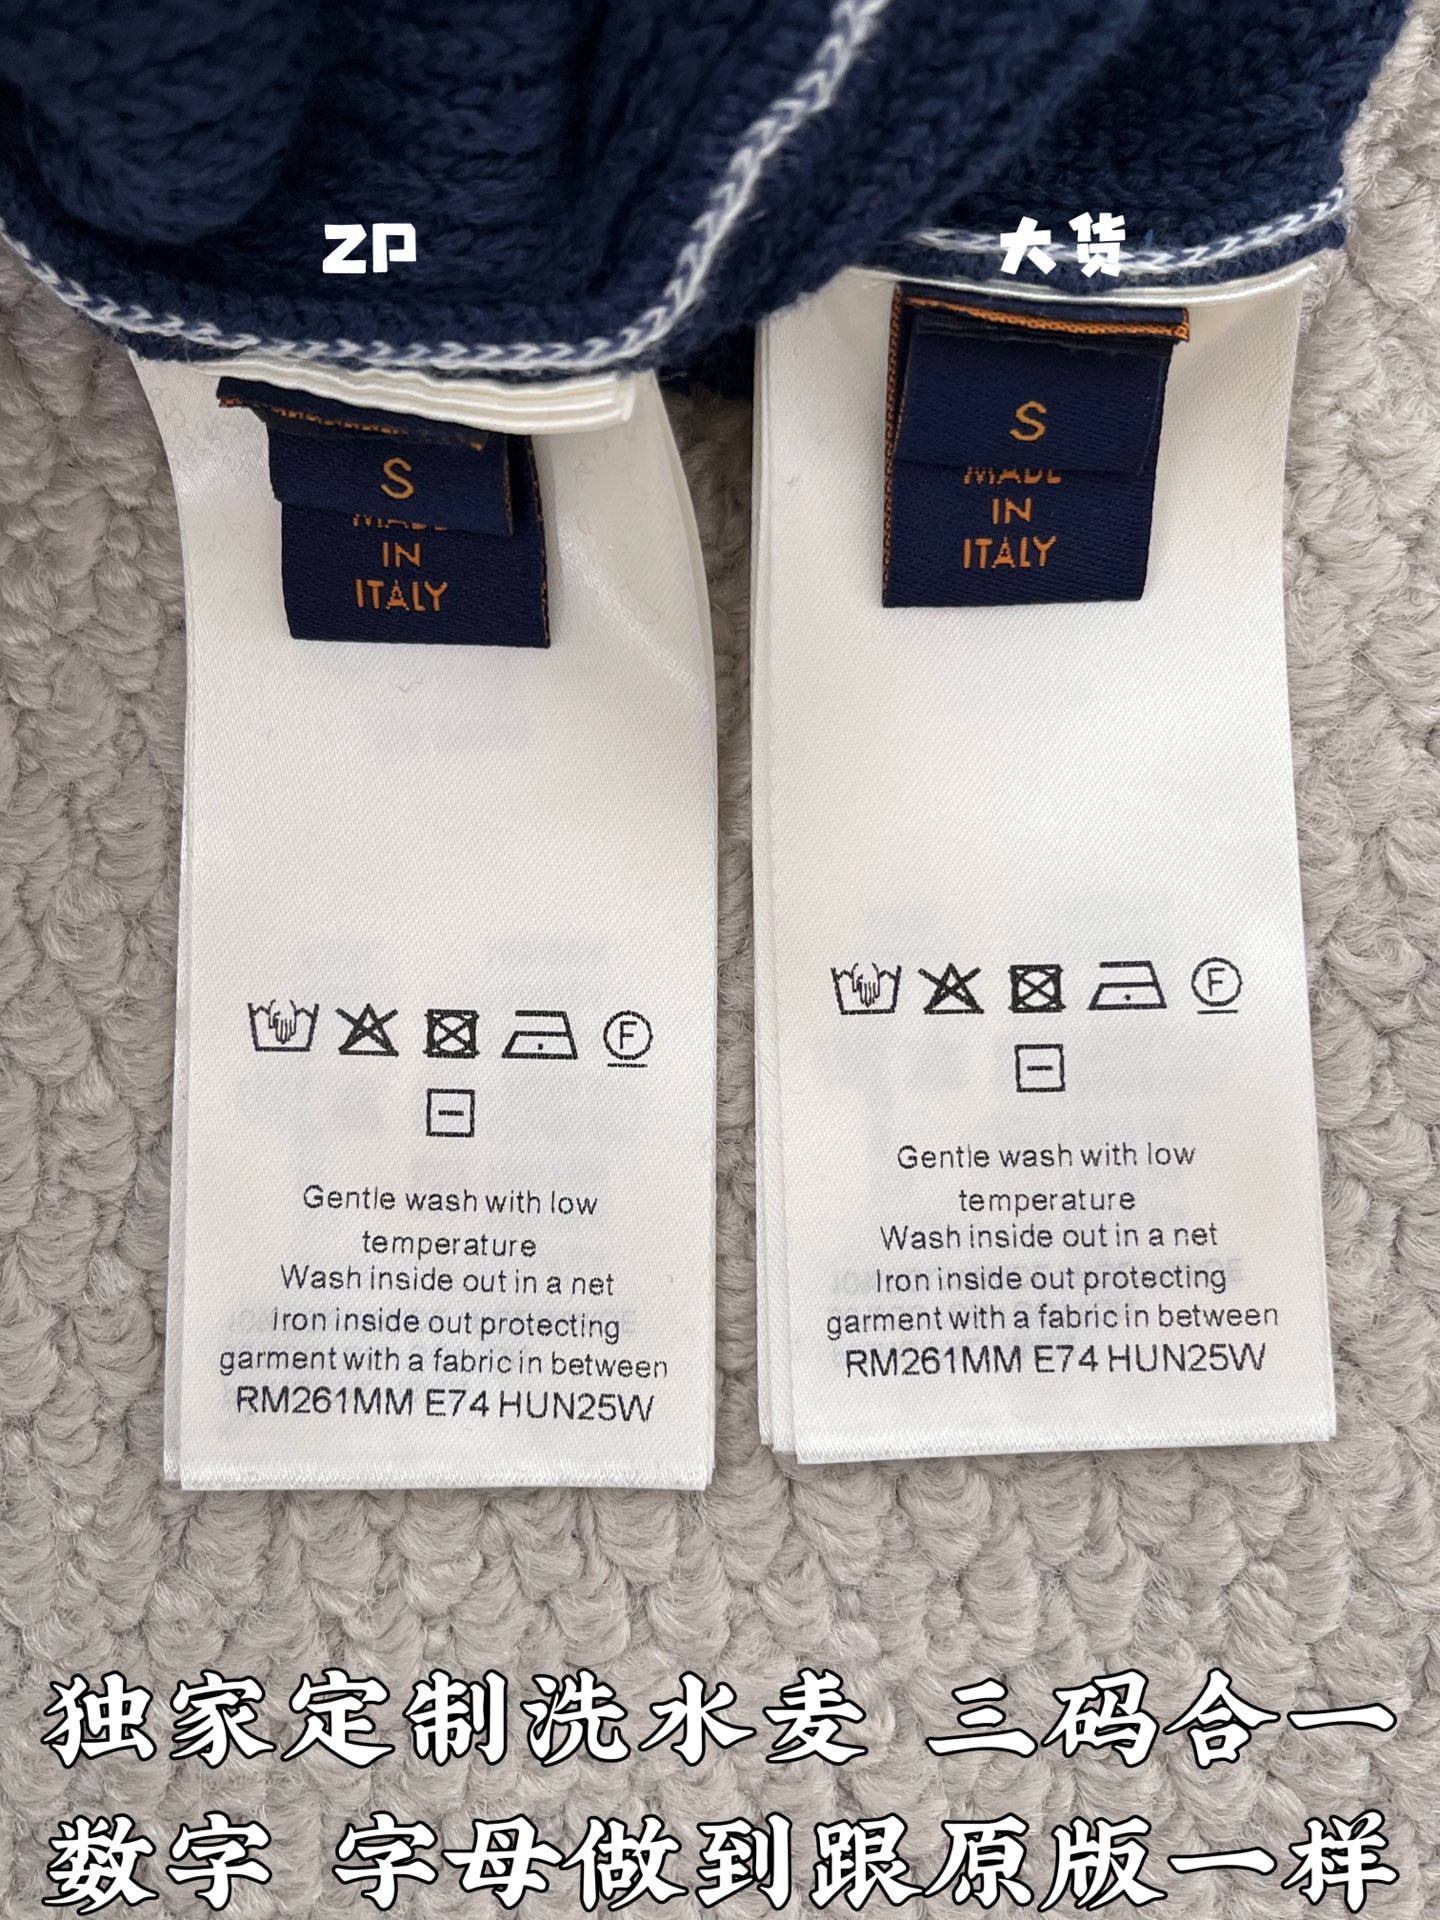 ZP
大货
S
MADE
IN
ITALY
S
MADE
IN
ITALY
F
Gentle wash with low
temperature
Wash inside out in a net
Iron inside out protecting
garment with a fabric in between
RM261MM E74 HUN25W
F
Gentle wash with low
temperature
Wash inside out in a net
Iron inside out protecting
garment with a fabric in between
RM261MM E74 HUN25W
独家定制洗水麦 三码合一
数字 字母做到跟原版一样